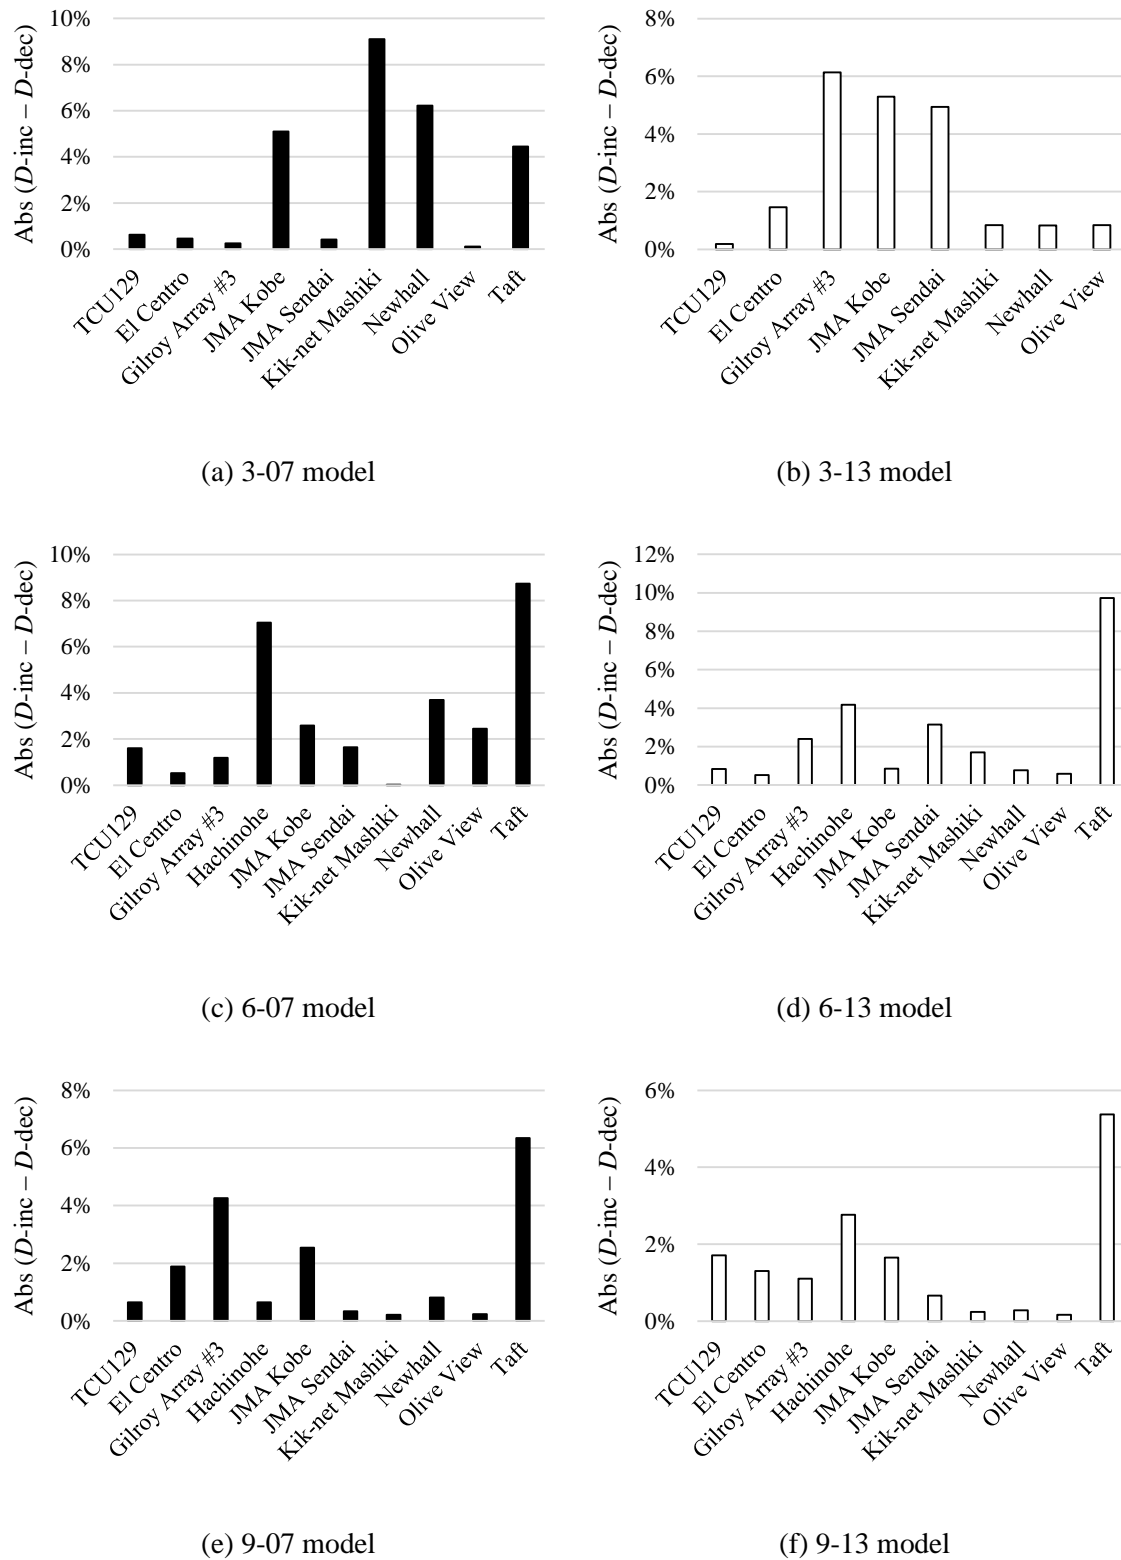 10%
8%
6%
4%
2%
0%
Abs (D-inc – D-dec)
TCU129
El Centro
Gilroy Array #3
JMA Kobe
JMA Sendai
Kik-net Mashiki
Newhall
Olive View
Taft
(a) 3-07 model
8%
6%
4%
2%
0%
Abs (D-inc – D-dec)
TCU129
El Centro
Gilroy Array #3
JMA Kobe
JMA Sendai
Kik-net Mashiki
Newhall
Olive View
(b) 3-13 model
10%
8%
6%
4%
2%
0%
Abs (D-inc – D-dec)
TCU129
El Centro
Gilroy Array #3
Hachinohe
JMA Kobe
JMA Sendai
Kik-net Mashiki
Newhall
Olive View
Taft
(c) 6-07 model
12%
10%
8%
6%
4%
2%
0%
Abs (D-inc – D-dec)
TCU129
El Centro
Gilroy Array #3
Hachinohe
JMA Kobe
JMA Sendai
Kik-net Mashiki
Newhall
Olive View
Taft
(d) 6-13 model
8%
6%
4%
2%
0%
Abs (D-inc – D-dec)
TCU129
El Centro
Gilroy Array #3
Hachinohe
JMA Kobe
JMA Sendai
Kik-net Mashiki
Newhall
Olive View
Taft
(e) 9-07 model
6%
4%
2%
0%
Abs (D-inc – D-dec)
TCU129
El Centro
Gilroy Array #3
Hachinohe
JMA Kobe
JMA Sendai
Kik-net Mashiki
Newhall
Olive View
Taft
(f) 9-13 model